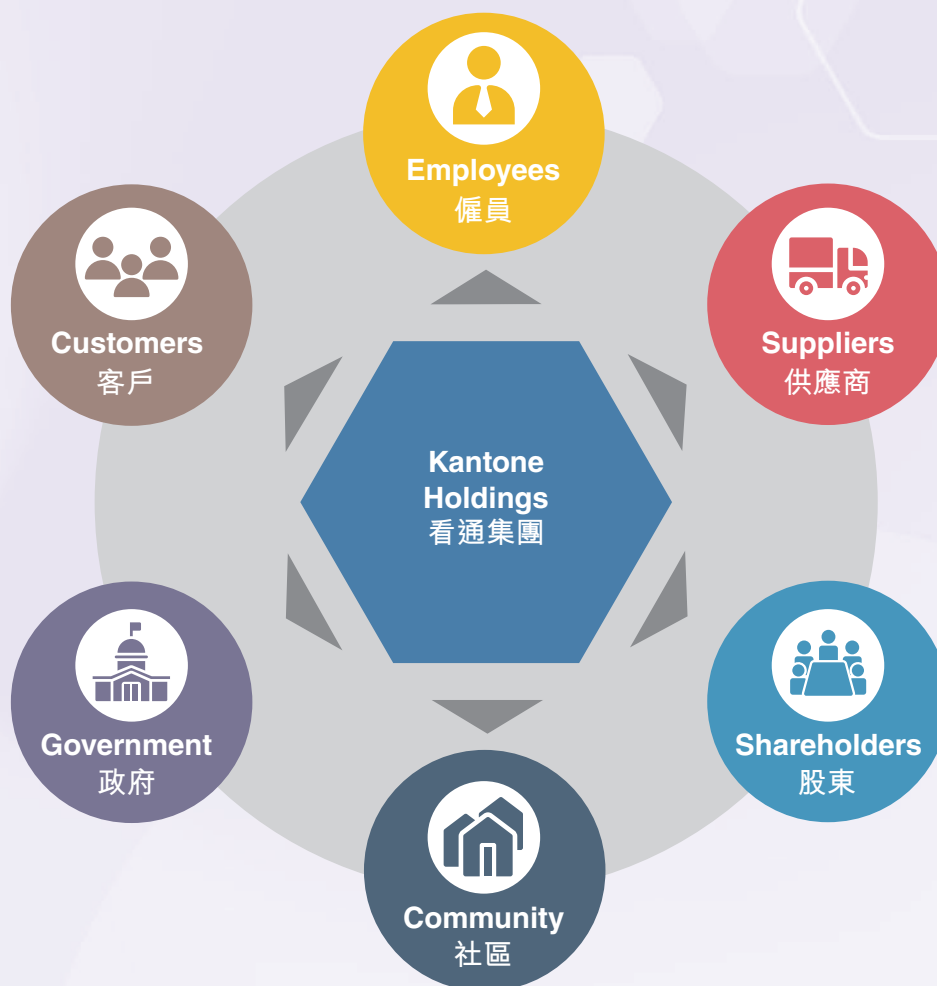 Employees
僱員
Customers
客戶
Suppliers
供應商
Kantone
Holdings
看通集團
Government
政府
Shareholders
股東
Community
社區